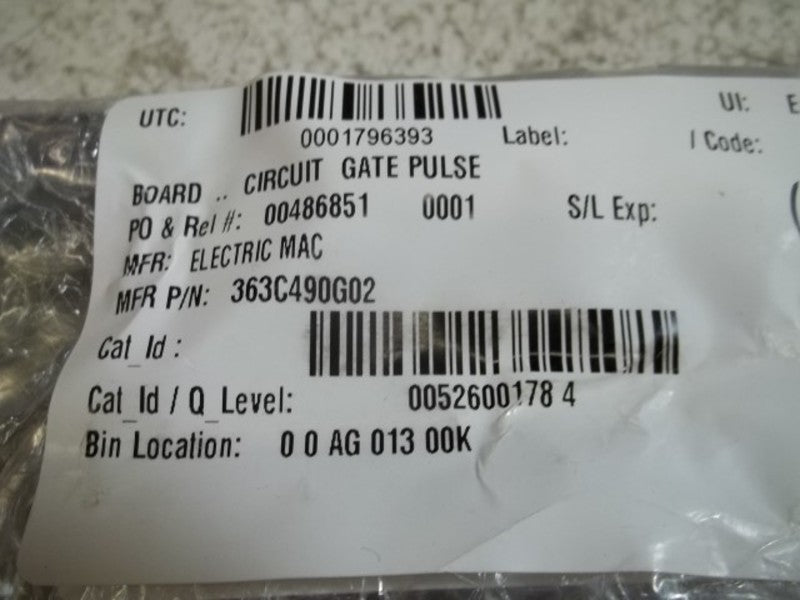 UTC: UI: E
0001796393 Label: / Code:
BOARD .. CIRCUIT GATE PULSE
PO & Rel #: 00486851 0001 S/L Exp:
MFR: ELECTRIC MAC
MFR P/N: 363C490G02
Cat_Id :
Cat_Id / Q_Level: 0052600178 4
Bin Location: 0 0 AG 013 00K